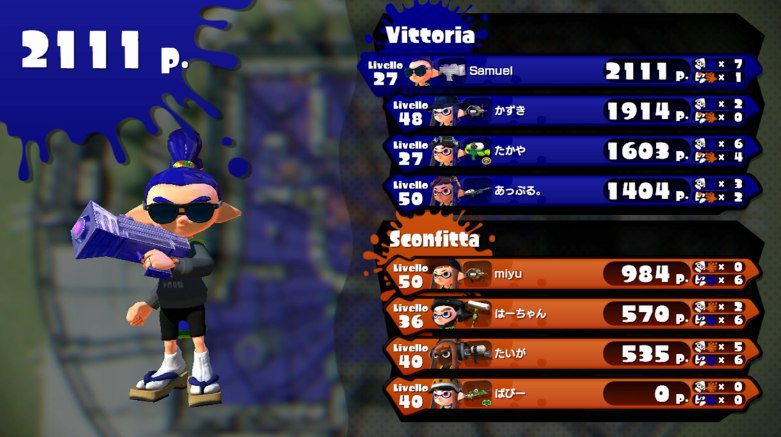 2111 p.
Vittoria
Livello 27 Samuel 2111 p. × 7 × 1
Livello 48 かずき 1914 p. × 2 × 0
Livello 27 たかや 1603 p. × 6 × 4
Livello 50 あっぷる。 1404 p. × 3 × 2
Sconfitta
Livello 50 miyu 984 p. × 0 × 6
Livello 36 はーちゃん 570 p. × 2 × 6
Livello 40 たいが 535 p. × 5 × 6
Livello 40 0 p. × 0 × 0